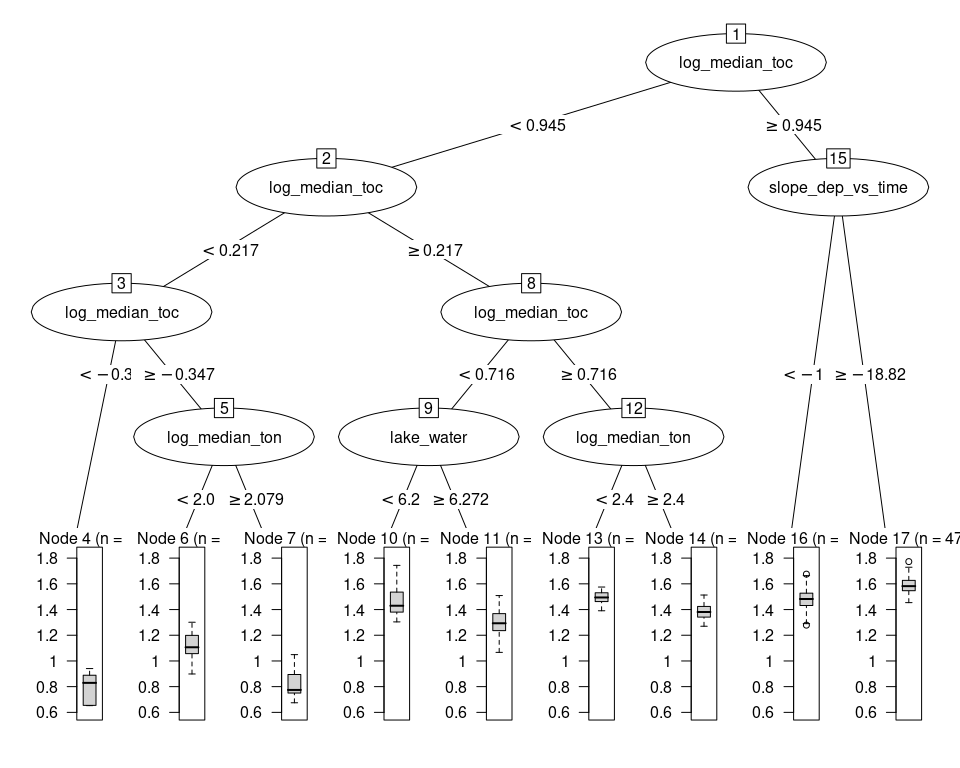 1
log_median_toc
< 0.945
≥ 0.945
2
log_median_toc
15
slope_dep_vs_time
< 0.217
≥ 0.217
3
log_median_toc
8
log_median_toc
< −0.3
≥ −0.347
< 0.716
≥ 0.716
< −1
≥ −18.82
5
log_median_ton
9
lake_water
12
log_median_ton
< 2.0
≥ 2.079
< 6.2
≥ 6.272
< 2.4
≥ 2.4
Node 4 (n =
Node 6 (n =
Node 7 (n =
Node 10 (n =
Node 11 (n =
Node 13 (n =
Node 14 (n =
Node 16 (n =
Node 17 (n = 47
1.8 1.8 1.8 1.8 1.8 1.8 1.8 1.8 1.8
1.6 1.6 1.6 1.6 1.6 1.6 1.6 1.6 1.6
1.4 1.4 1.4 1.4 1.4 1.4 1.4 1.4 1.4
1.2 1.2 1.2 1.2 1.2 1.2 1.2 1.2 1.2
1 1 1 1 1 1 1 1 1
0.8 0.8 0.8 0.8 0.8 0.8 0.8 0.8 0.8
0.6 0.6 0.6 0.6 0.6 0.6 0.6 0.6 0.6